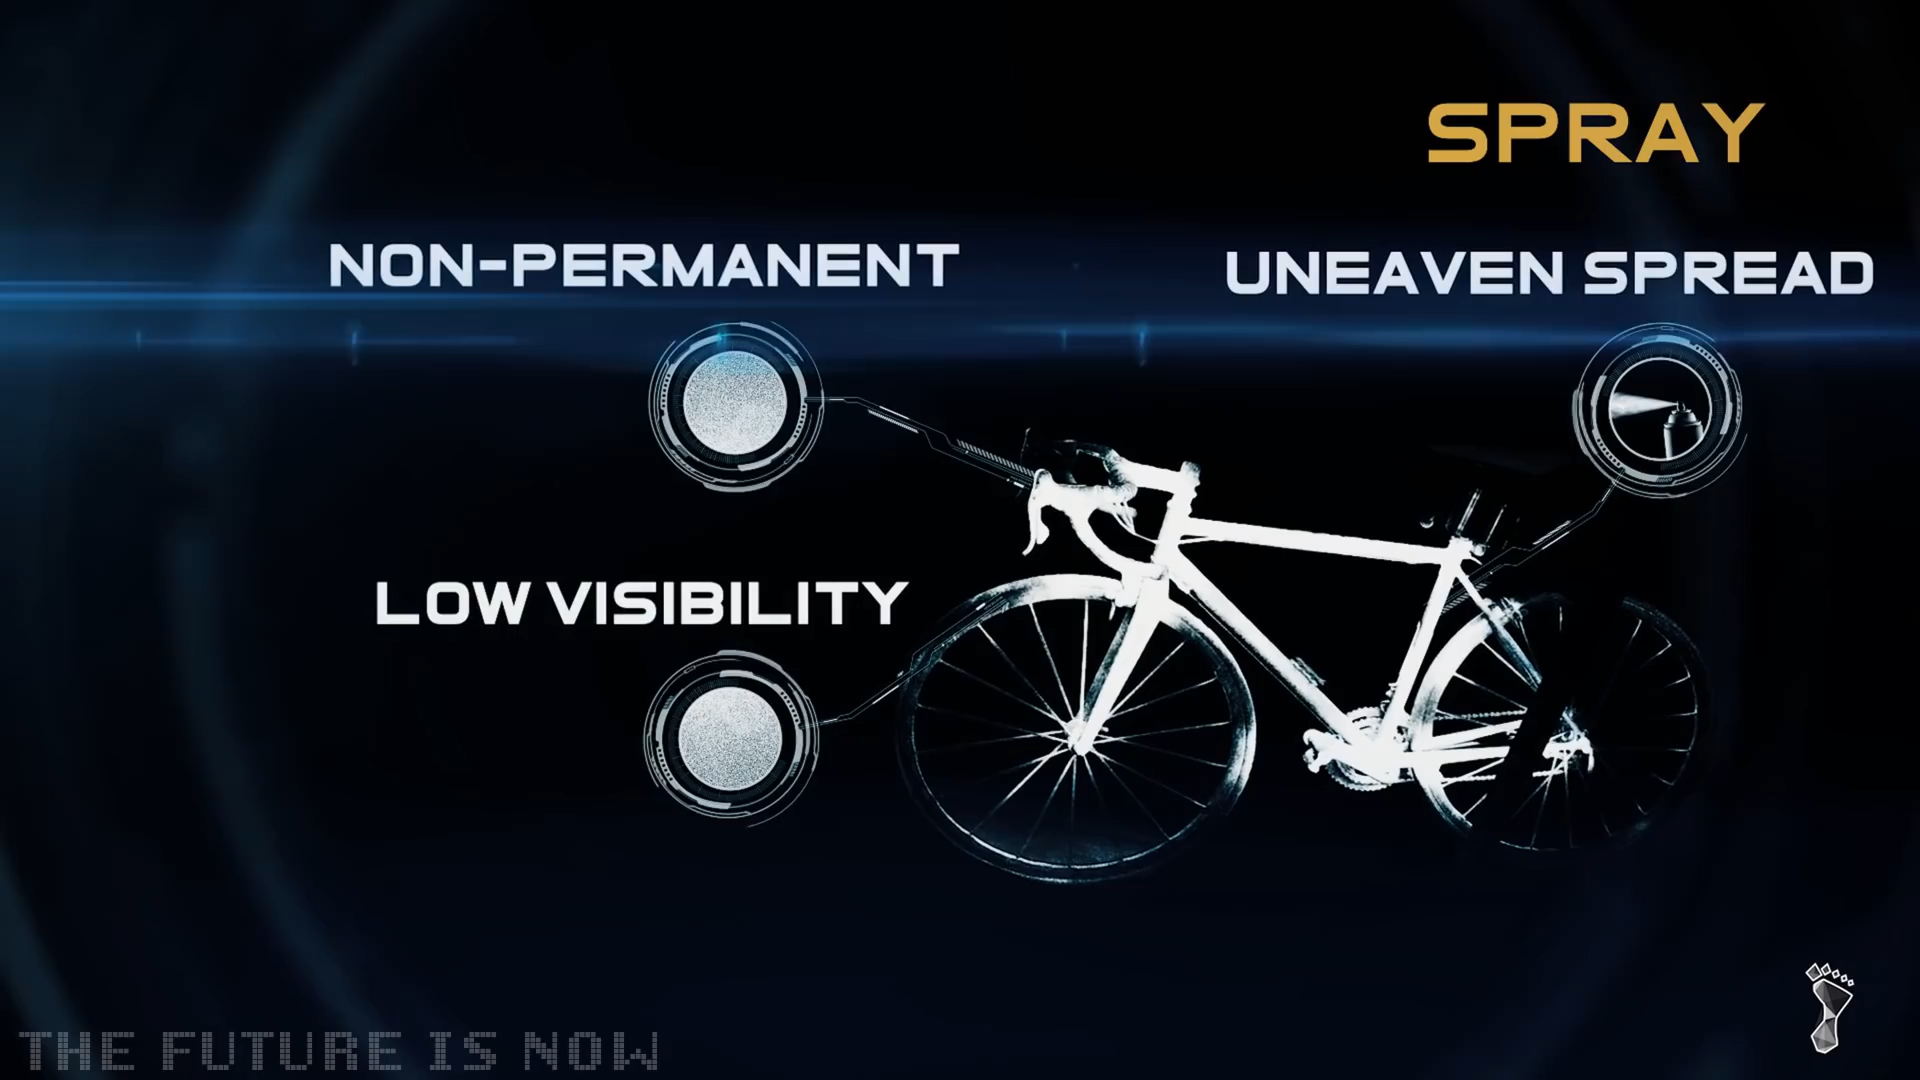 SPRAY
NON-PERMANENT
UNEAVEN SPREAD
LOW VISIBILITY
THE FUTURE IS NOW